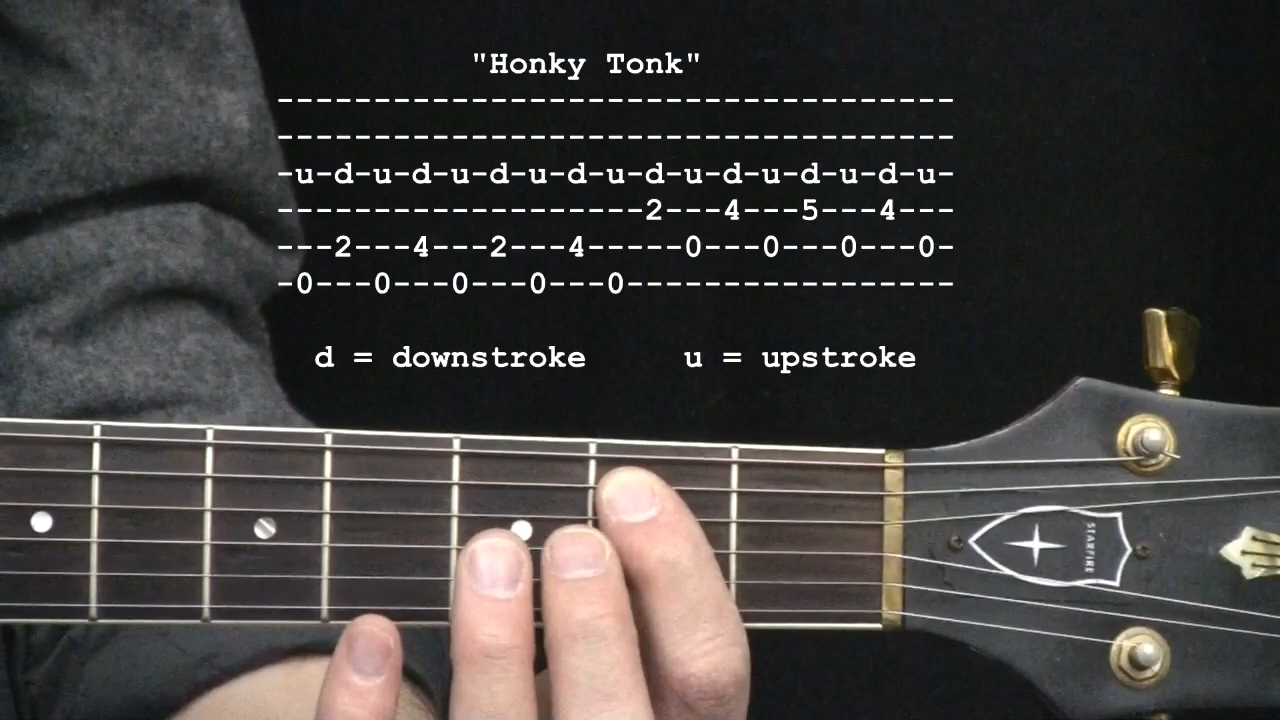 "Honky Tonk"
-----------------------------------
-----------------------------------
-u-d-u-d-u-d-u-d-u-d-u-d-u-d-u-d-u-
-------------------2---4---5---4---
---2---4---2---4-----0---0---0---0-
-0---0---0---0---0-----------------
d = downstroke u = upstroke
STARFIRE